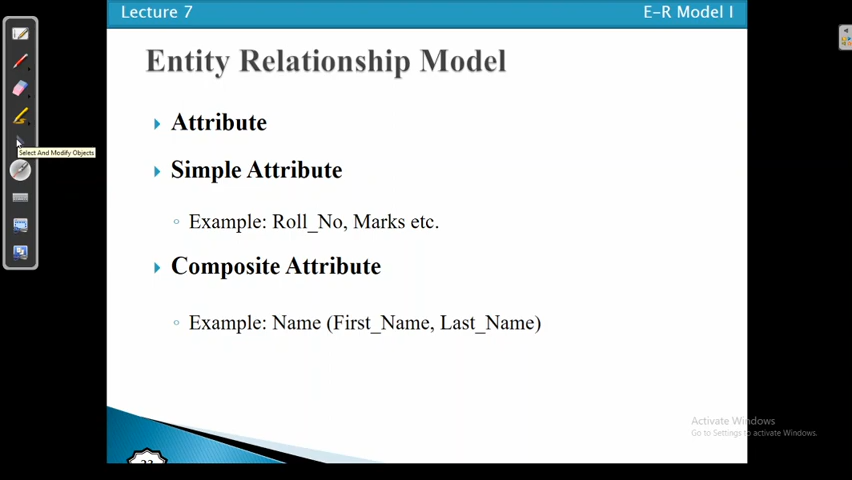 Lecture 7
E-R Model I
Entity Relationship Model
Attribute
Simple Attribute
Select And Modify Objects
Example: Roll_No, Marks etc.
Composite Attribute
Example: Name (First_Name, Last_Name)
Activate Windows
Go to Settings to activate Windows.